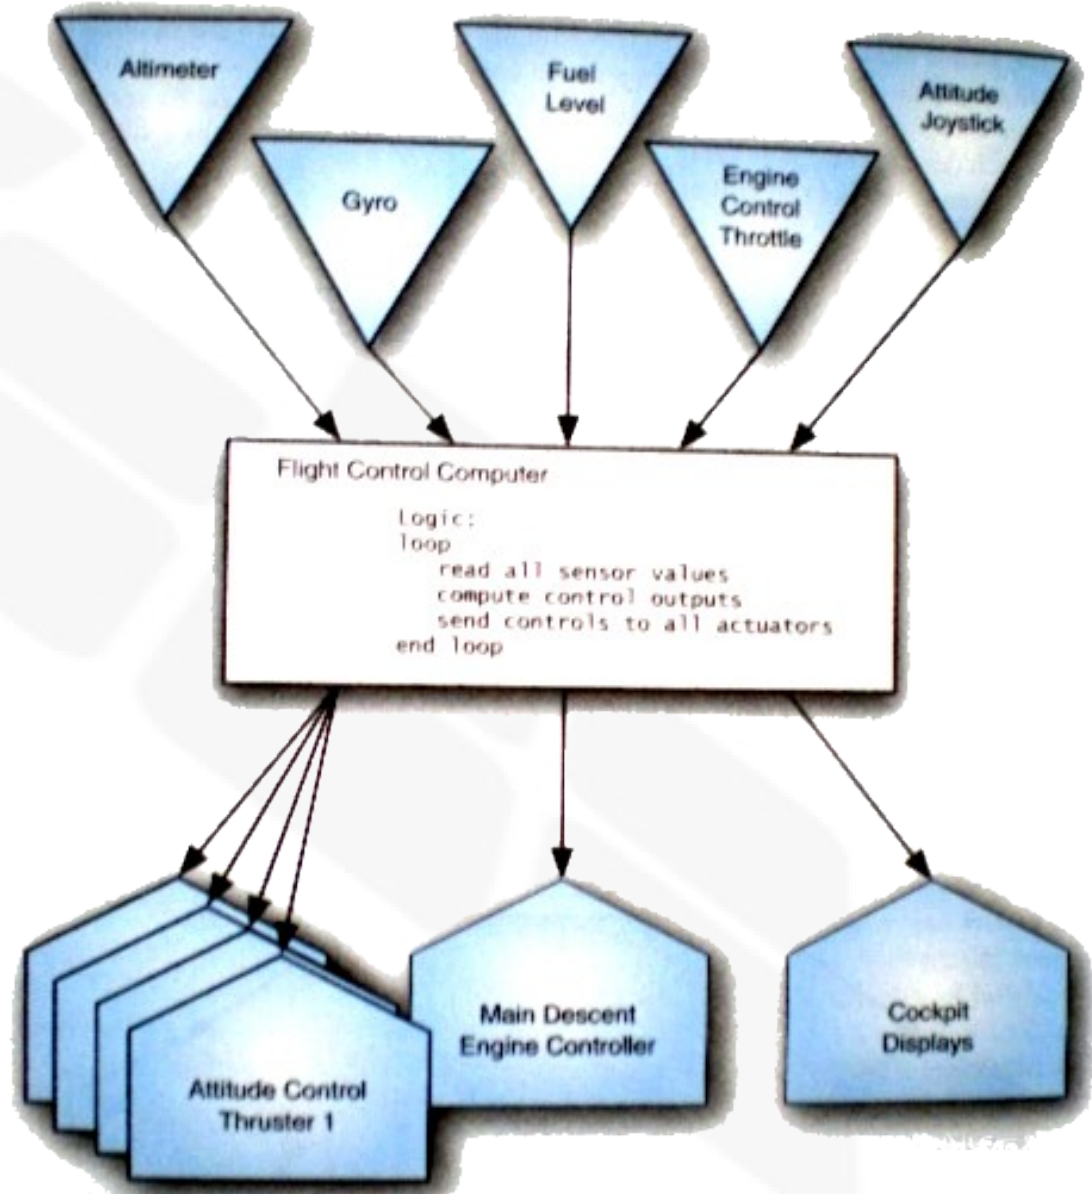 Altimeter
Fuel
Level
Attitude
Joystick
Gyro
Engine
Control
Throttle
Flight Control Computer
Logic:
loop
read all sensor values
compute control outputs
send controls to all actuators
end loop
Main Descent
Engine Controller
Cockpit
Displays
Attitude Control
Thruster 1